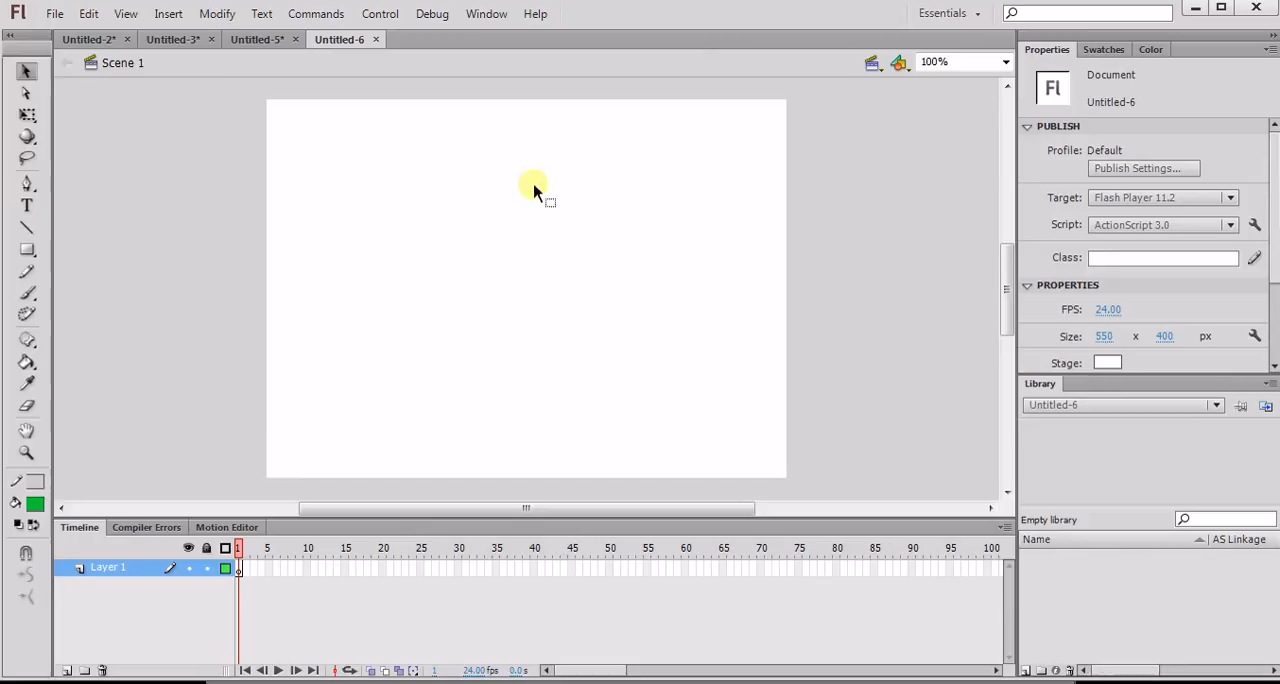 Fl File Edit View Insert Modify Text Commands Control Debug Window Help Essentials
Untitled-2* × Untitled-3* × Untitled-5* × Untitled-6 ×
Scene 1 100%
Properties Swatches Color
Fl Document
Untitled-6
PUBLISH
Profile: Default
Publish Settings...
Target: Flash Player 11.2
Script: ActionScript 3.0
Class:
PROPERTIES
FPS: 24.00
Size: 550 x 400 px
Stage:
Library
Untitled-6
Empty library
Name AS Linkage
T
Timeline Compiler Errors Motion Editor
1 5 10 15 20 25 30 35 40 45 50 55 60 65 70 75 80 85 90 95 100
Layer 1
1 24.00 fps 0.0 s